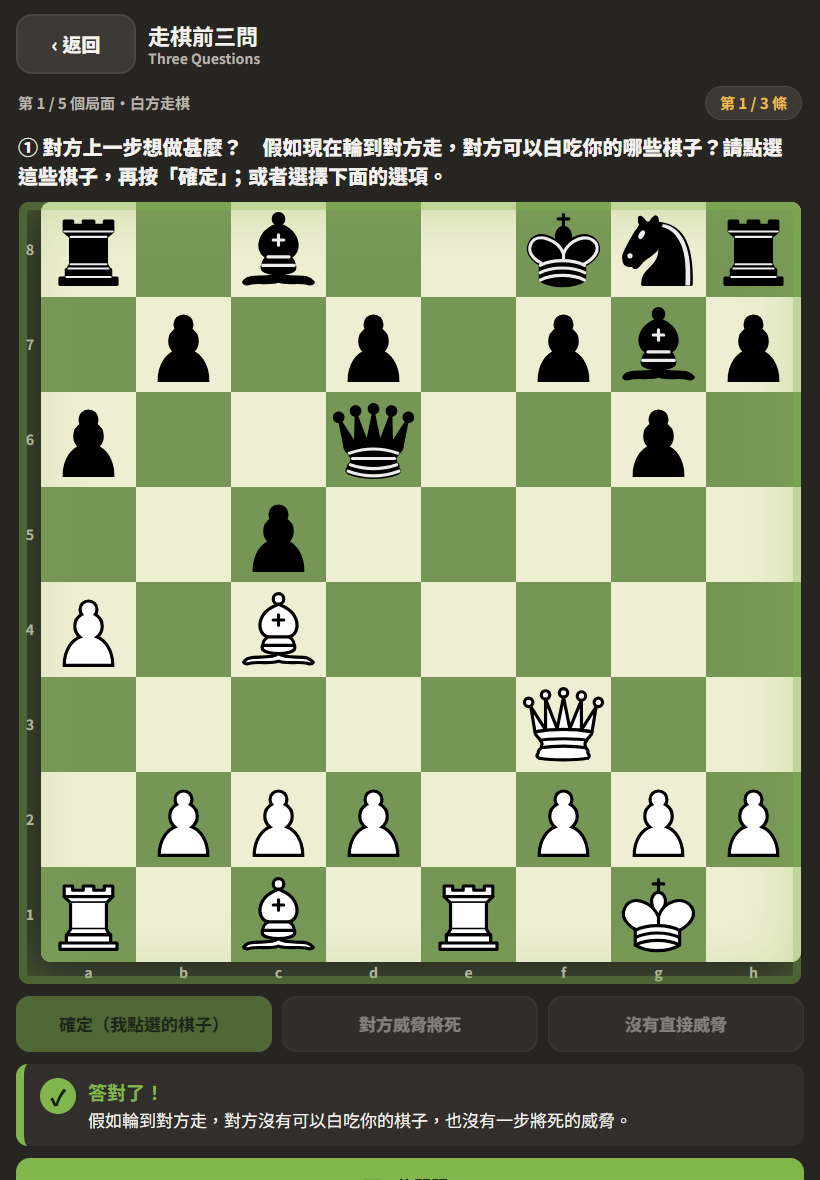 ‹ 返回
走棋前三問
Three Questions
第 1 / 5 個局面・白方走棋
第 1 / 3 條
① 對方上一步想做甚麼？　假如現在輪到對方走，對方可以白吃你的哪些棋子？請點選
這些棋子，再按「確定」；或者選擇下面的選項。
8
7
6
5
4
3
2
1
a b c d e f g h
確定（我點選的棋子）
對方威脅將死
沒有直接威脅
答對了！
假如輪到對方走，對方沒有可以白吃你的棋子，也沒有一步將死的威脅。